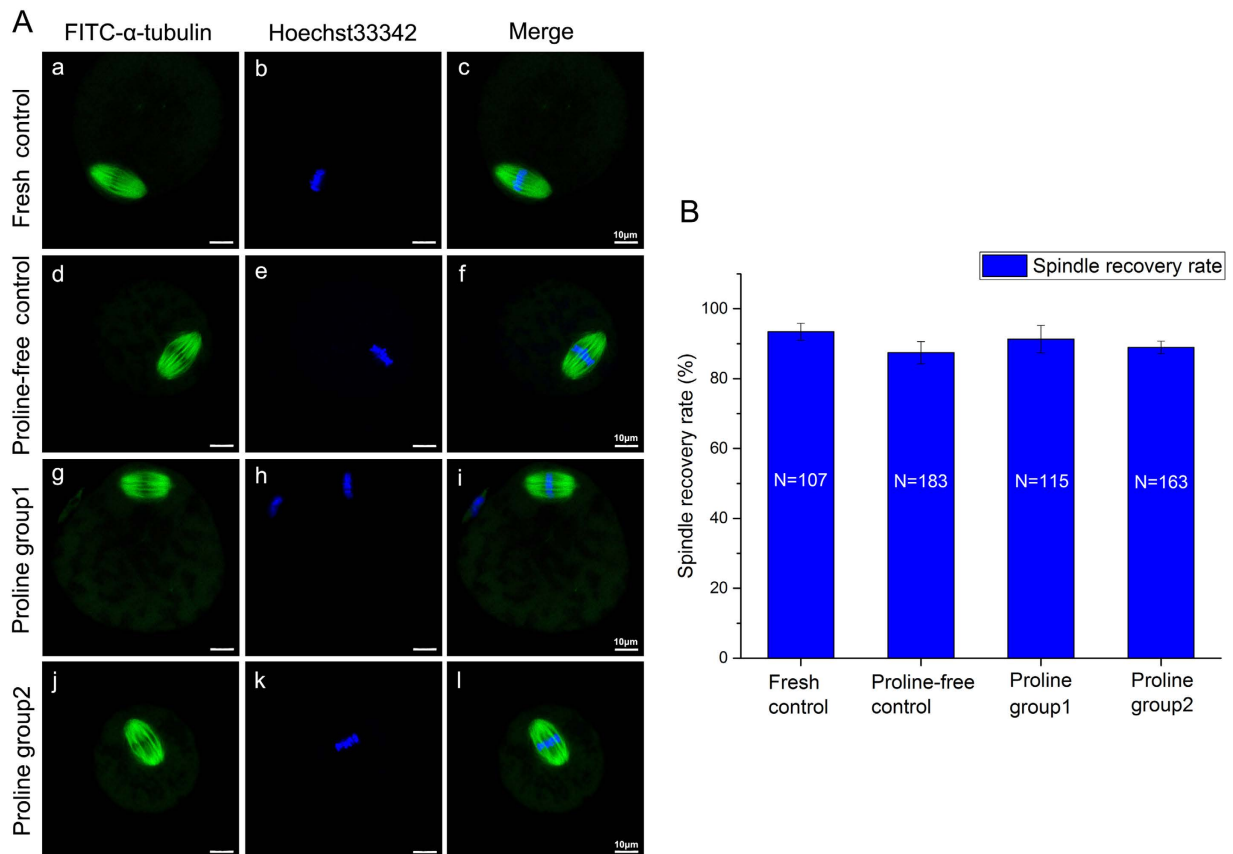 A
FITC-α-tubulin
Hoechst33342
Merge
Fresh control
a
b
c
10μm
Proline-free control
d
e
f
10μm
Proline group1
g
h
i
10μm
Proline group2
j
k
l
10μm
B
Spindle recovery rate
Spindle recovery rate (%)
100
80
60
40
20
0
N=107
N=183
N=115
N=163
Fresh
control
Proline-free
control
Proline
group1
Proline
group2